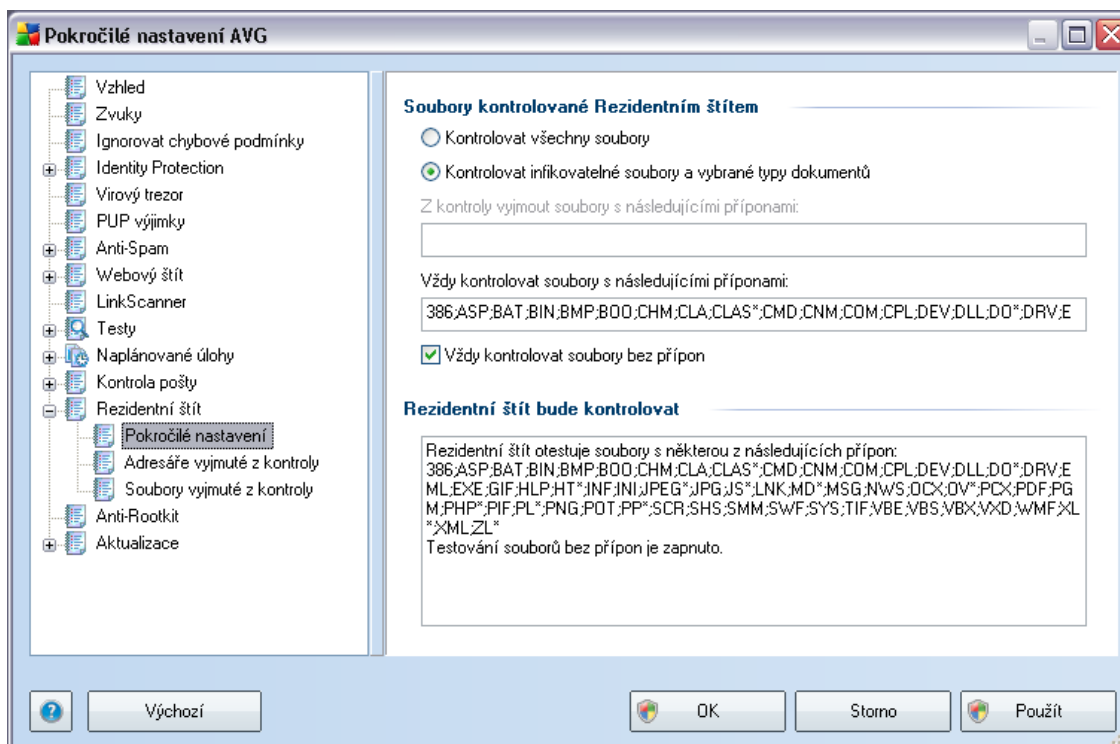 Pokročilé nastavení AVG
Vzhled
Zvuky
Ignorovat chybové podmínky
Identity Protection
Virový trezor
PUP výjimky
Anti-Spam
Webový štít
LinkScanner
Testy
Naplánované úlohy
Kontrola pošty
Rezidentní štít
Pokročilé nastavení
Adresáře vyjmuté z kontroly
Soubory vyjmuté z kontroly
Anti-Rootkit
Aktualizace
Soubory kontrolované Rezidentním štítem
Kontrolovat všechny soubory
Kontrolovat infikovatelné soubory a vybrané typy dokumentů
Z kontroly vyjmout soubory s následujícími příponami:
Vždy kontrolovat soubory s následujícími příponami:
386;ASP;BAT;BIN;BMP;BOO;CHM;CLA;CLAS*;CMD;CNM;COM;CPL;DEV;DLL;DO*;DRV;E
Vždy kontrolovat soubory bez přípon
Rezidentní štít bude kontrolovat
Rezidentní štít otestuje soubory s některou z následujících přípon:
386;ASP;BAT;BIN;BMP;BOO;CHM;CLA;CLAS*;CMD;CNM;COM;CPL;DEV;DLL;DO*;DRV;E
ML;EXE;GIF;HLP;HT*;INF;INI;JPEG*;JPG;JS*;LNK;MD*;MSG;NWS;OCX;OV*;PCX;PDF;PG
M;PHP*;PIF;PL*;PNG;POT;PP*;SCR;SHS;SMM;SWF;SYS;TIF;VBE;VBS;VBX;VXD;WMF;XL
*;XML;ZL*
Testování souborů bez přípon je zapnuto.
Výchozí
OK
Storno
Použít